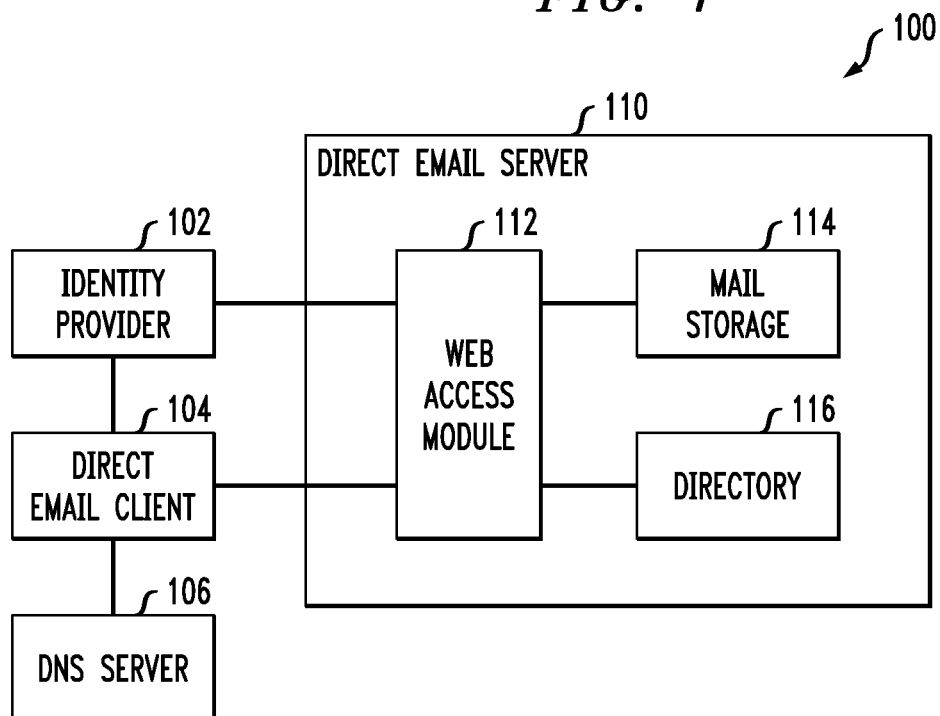 FIG.
100
110
DIRECT EMAIL SERVER
102
112
114
IDENTITY
PROVIDER
MAIL
STORAGE
WEB
ACCESS
MODULE
104
116
DIRECT
EMAIL CLIENT
DIRECTORY
106
DNS SERVER